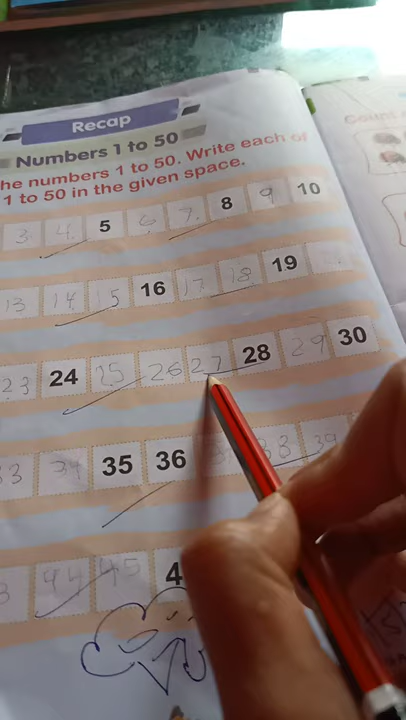 Recap
Numbers 1 to 50
he numbers 1 to 50. Write each of
1 to 50 in the given space.
3 4 5 6 7 8 9 10
13 14 15 16 17 18 19
23 24 25 26 27 28 29 30
34 35 36 38 39
44 45 4
Count